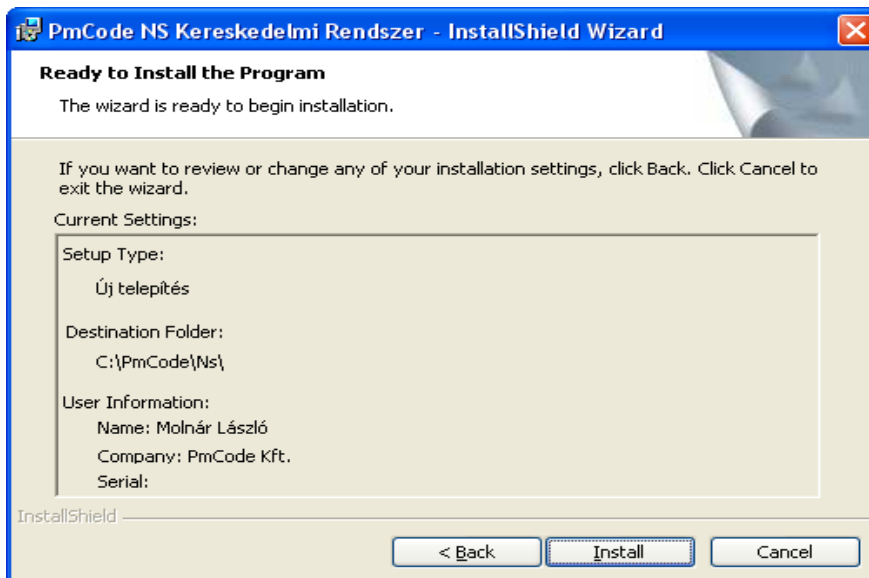 PmCode NS Kereskedelmi Rendszer - InstallShield Wizard
Ready to Install the Program
The wizard is ready to begin installation.
If you want to review or change any of your installation settings, click Back. Click Cancel to
exit the wizard.
Current Settings:
Setup Type:
Új telepítés
Destination Folder:
C:\PmCode\Ns\
User Information:
Name: Molnár László
Company: PmCode Kft.
Serial:
InstallShield
< Back
Install
Cancel